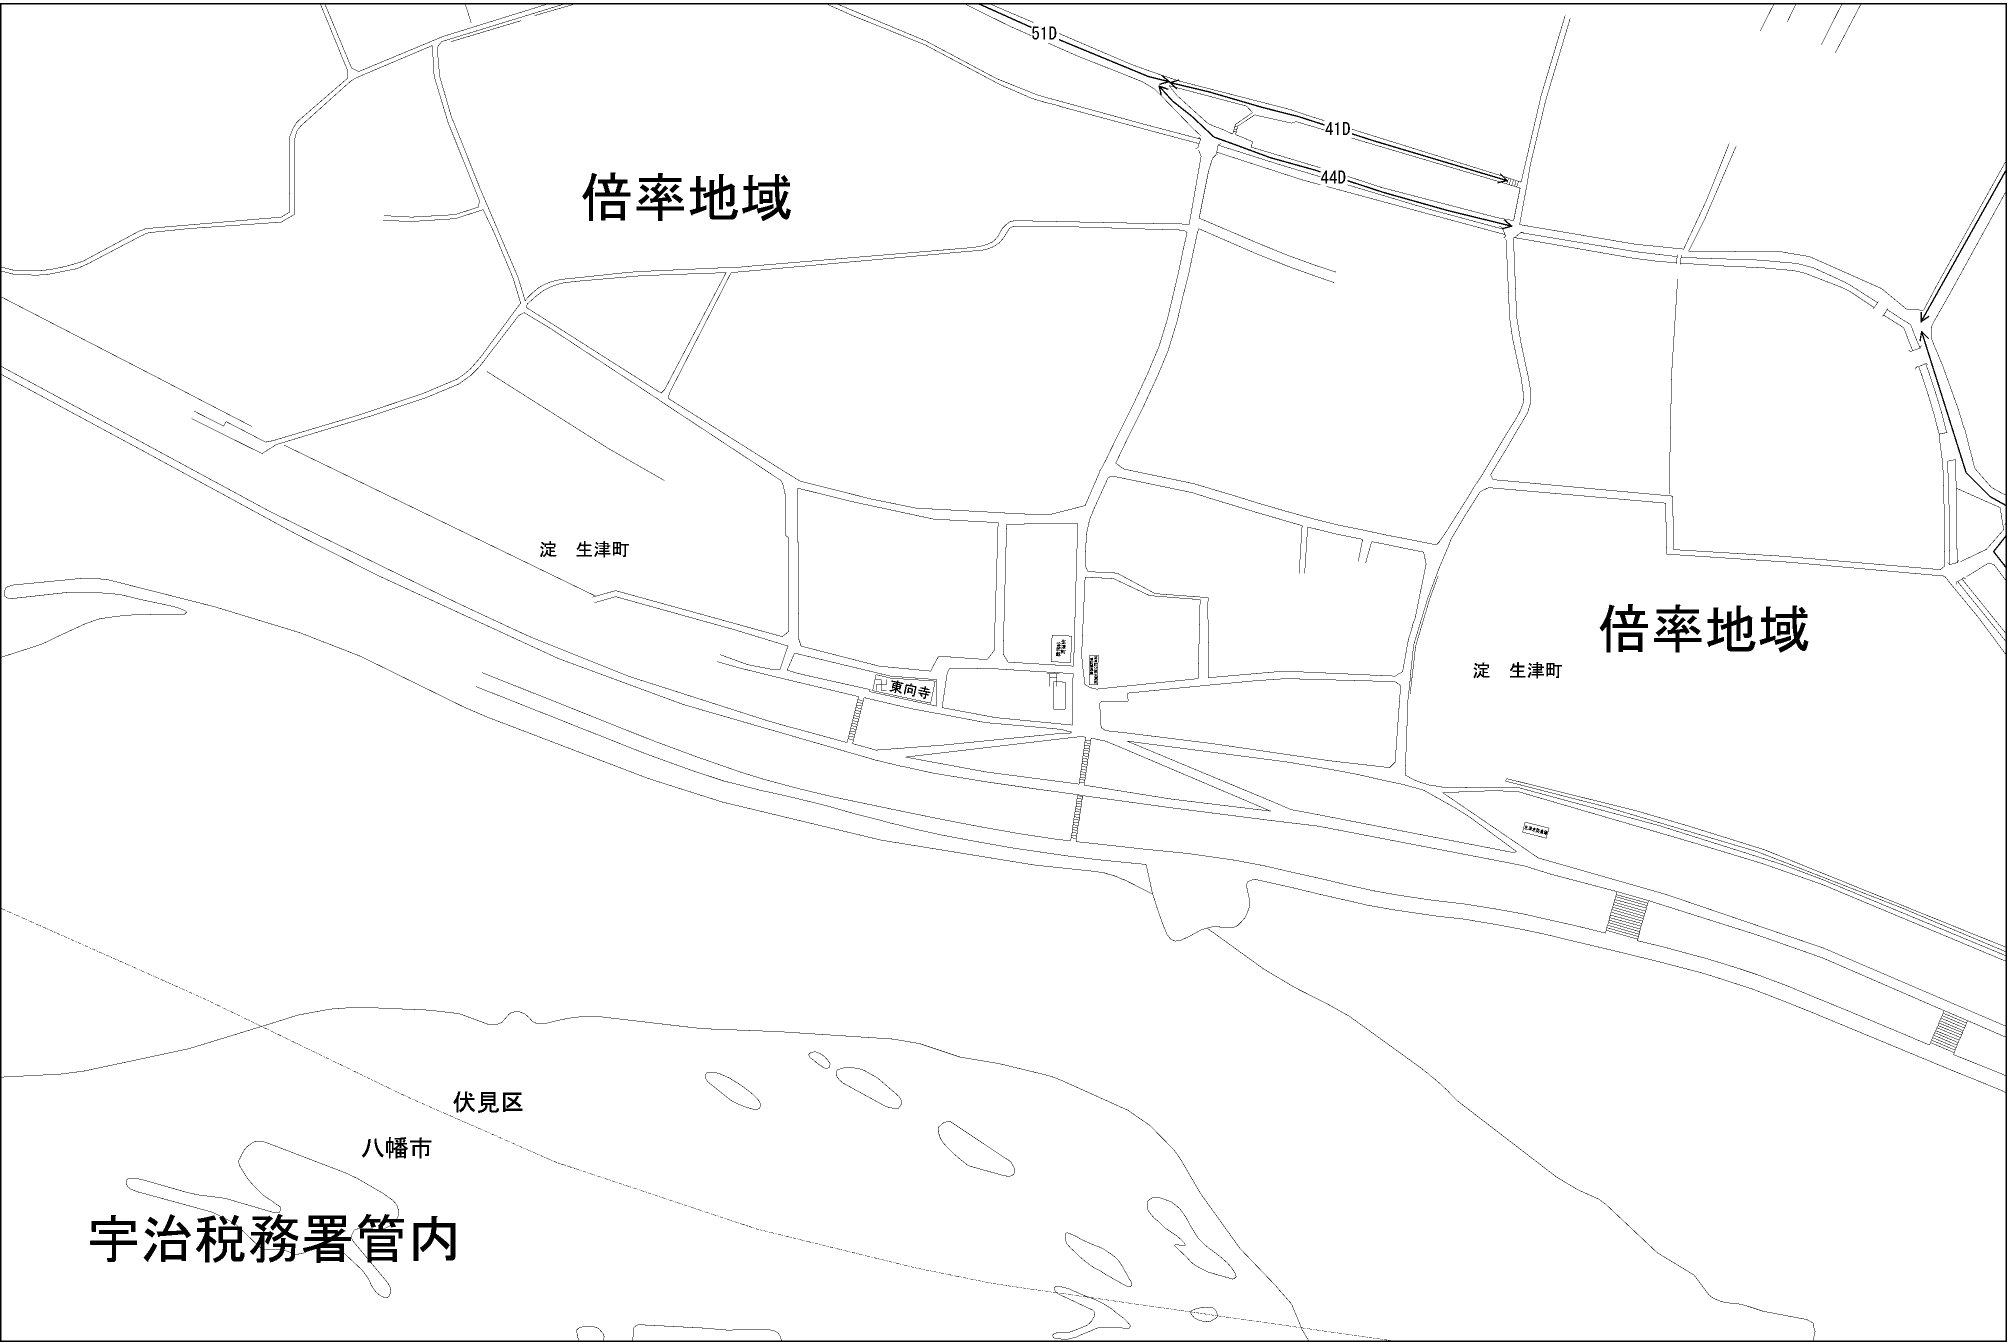 51D
41D
44D
倍率地域
淀　生津町
倍率地域
淀　生津町
東向寺
伏見区
八幡市
宇治税務署管内